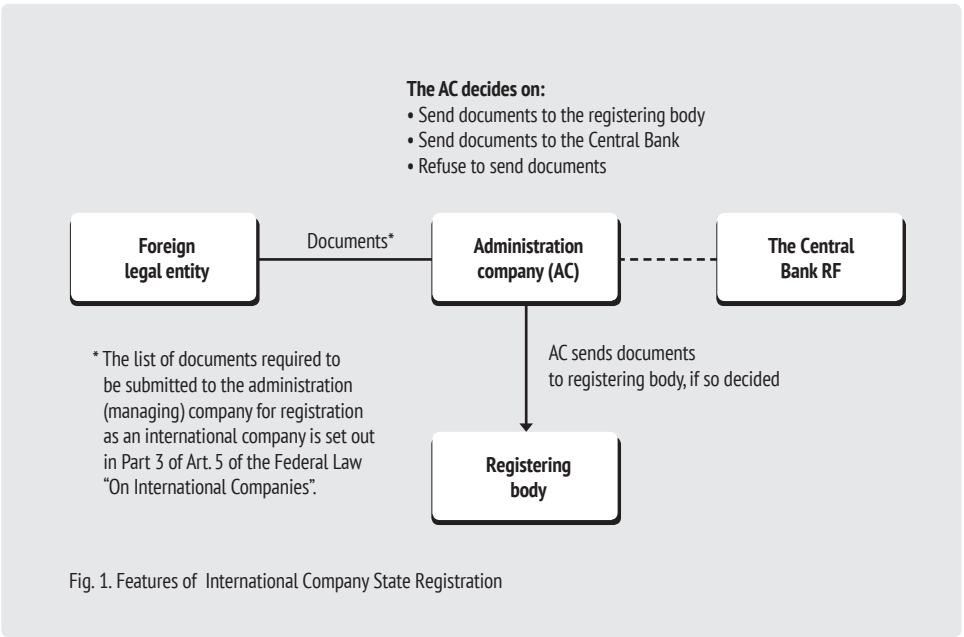 The AC decides on:
• Send documents to the registering body
• Send documents to the Central Bank
• Refuse to send documents
Foreign
legal entity
Documents*
Administration
company (AC)
The Central
Bank RF
* The list of documents required to
be submitted to the administration
(managing) company for registration
as an international company is set out
in Part 3 of Art. 5 of the Federal Law
“On International Companies”.
AC sends documents
to registering body, if so decided
Registering
body
Fig. 1. Features of International Company State Registration